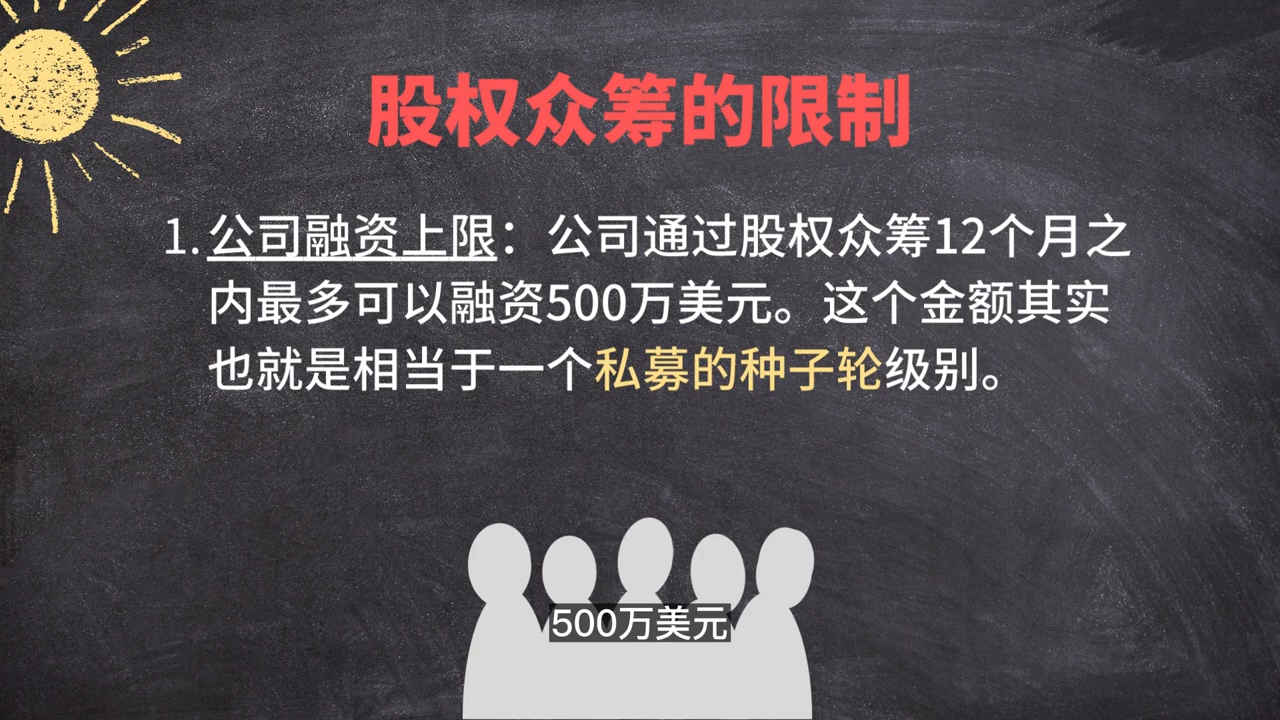 股权众筹的限制
1. 公司融资上限：公司通过股权众筹12个月之
内最多可以融资500万美元。这个金额其实
也就是相当于一个私募的种子轮级别。
500万美元